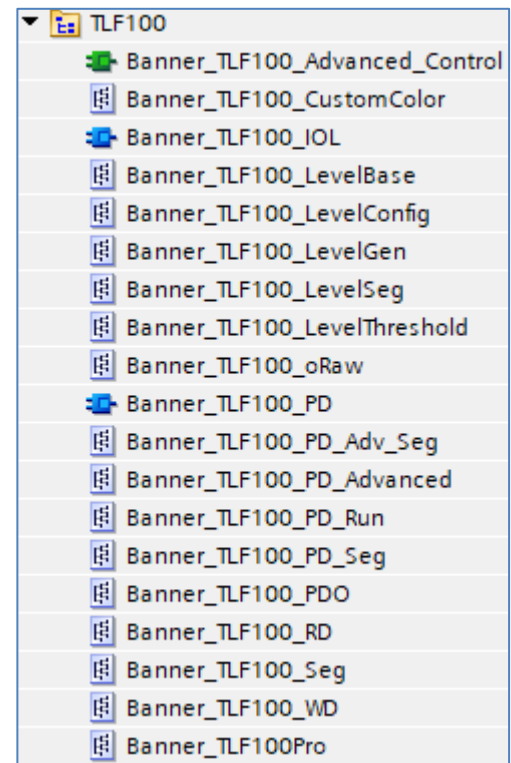 TLF100
Banner_TLF100_Advanced_Control
Banner_TLF100_CustomColor
Banner_TLF100_IOL
Banner_TLF100_LevelBase
Banner_TLF100_LevelConfig
Banner_TLF100_LevelGen
Banner_TLF100_LevelSeg
Banner_TLF100_LevelThreshold
Banner_TLF100_oRaw
Banner_TLF100_PD
Banner_TLF100_PD_Adv_Seg
Banner_TLF100_PD_Advanced
Banner_TLF100_PD_Run
Banner_TLF100_PD_Seg
Banner_TLF100_PDO
Banner_TLF100_RD
Banner_TLF100_Seg
Banner_TLF100_WD
Banner_TLF100Pro